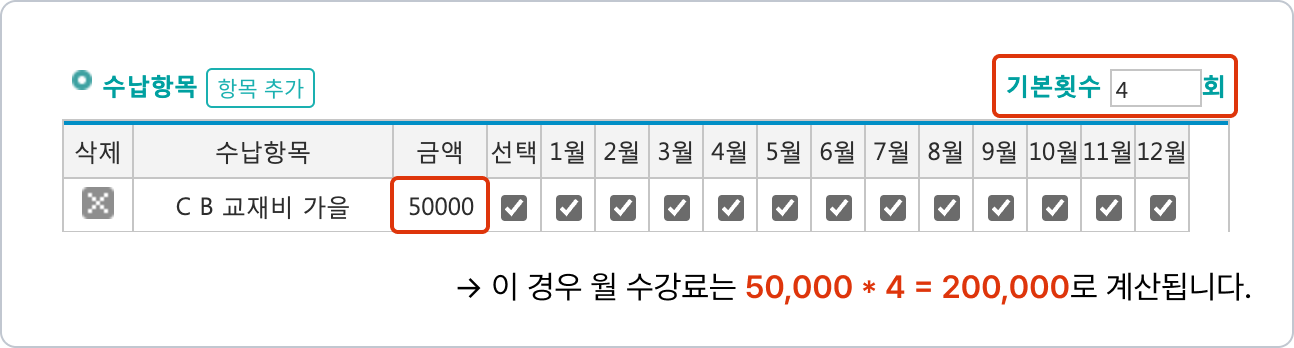 수납항목 항목 추가 기본횟수 4 회
삭제 수납항목 금액 선택 1월 2월 3월 4월 5월 6월 7월 8월 9월 10월 11월 12월
C B 교재비 가을 50000
→ 이 경우 월 수강료는 50,000 * 4 = 200,000로 계산됩니다.